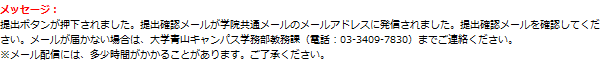 メッセージ：
提出ボタンが押下されました。提出確認メールが学院共通メールのメールアドレスに発信されました。提出確認メールを確認してくだ
さい。メールが届かない場合は、大学青山キャンパス学務部教務課（電話：03-3409-7830）までご連絡ください。
※メール配信には、多少時間がかかることがあります。ご了承ください。